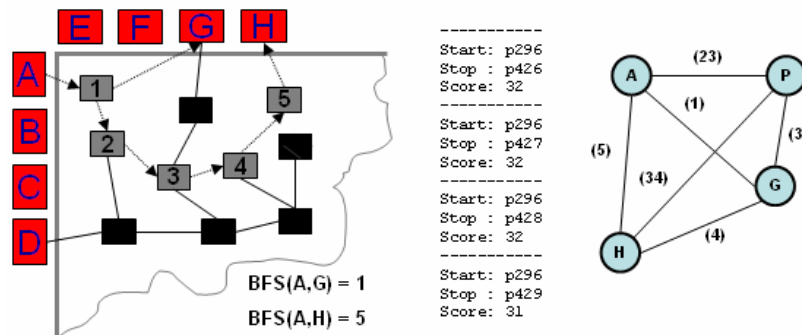 E F G H
A
B
C
D
1
2
3
4
5
BFS(A,G) = 1
BFS(A,H) = 5
-----------
Start: p296
Stop : p426
Score: 32
-----------
Start: p296
Stop : p427
Score: 32
-----------
Start: p296
Stop : p428
Score: 32
-----------
Start: p296
Stop : p429
Score: 31
A (23) P
(1)
(5) (34) (3
G
(4)
H